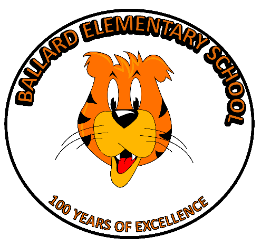 BALLARD ELEMENTARY SCHOOL
100 YEARS OF EXCELLENCE